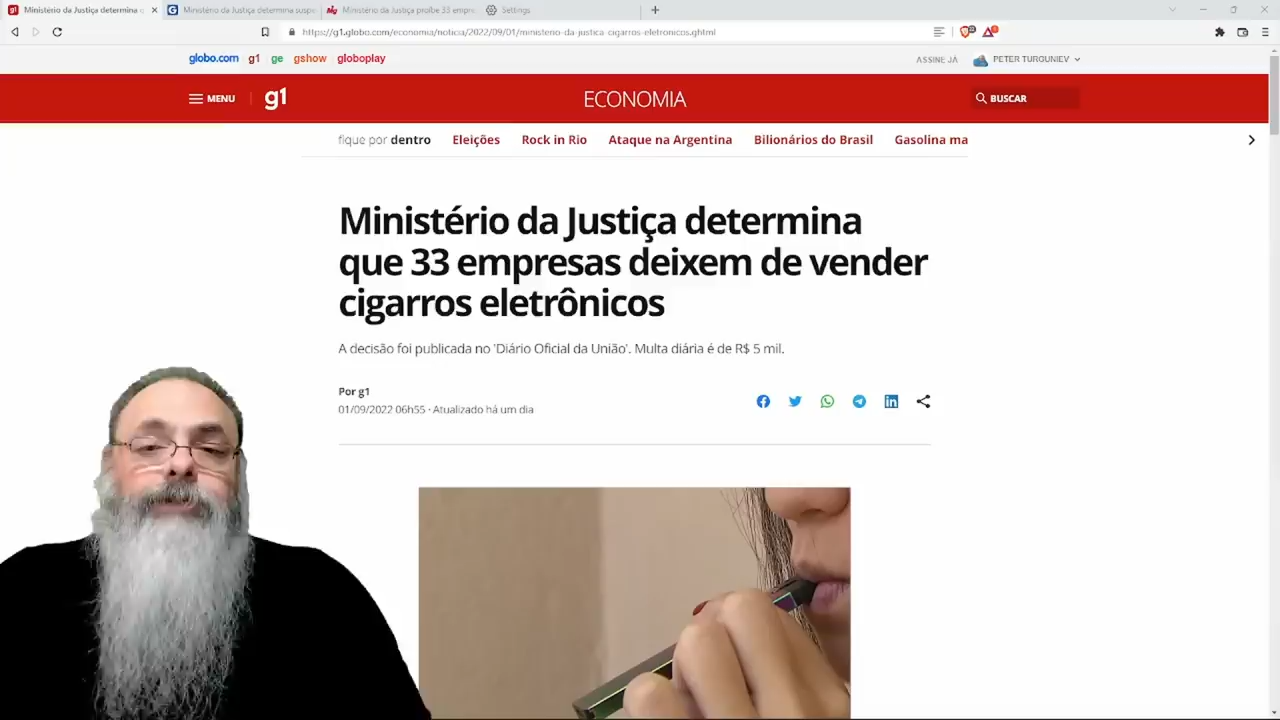 Ministério da Justiça determina q
Ministério da Justiça determina susp
Ministério da Justiça proíbe 33 empre
Settings
https://g1.globo.com/economia/noticia/2022/09/01/ministerio-da-justica-cigarros-eletronicos.ghtml
globo.com g1 ge gshow globoplay
ASSINE JÁ
PETER TURGUNIEV
MENU
g1
ECONOMIA
BUSCAR
fique por dentro Eleições Rock in Rio Ataque na Argentina Bilionários do Brasil Gasolina ma
Ministério da Justiça determina
que 33 empresas deixem de vender
cigarros eletrônicos
A decisão foi publicada no 'Diário Oficial da União'. Multa diária é de R$ 5 mil.
Por g1
01/09/2022 06h55 · Atualizado há um dia